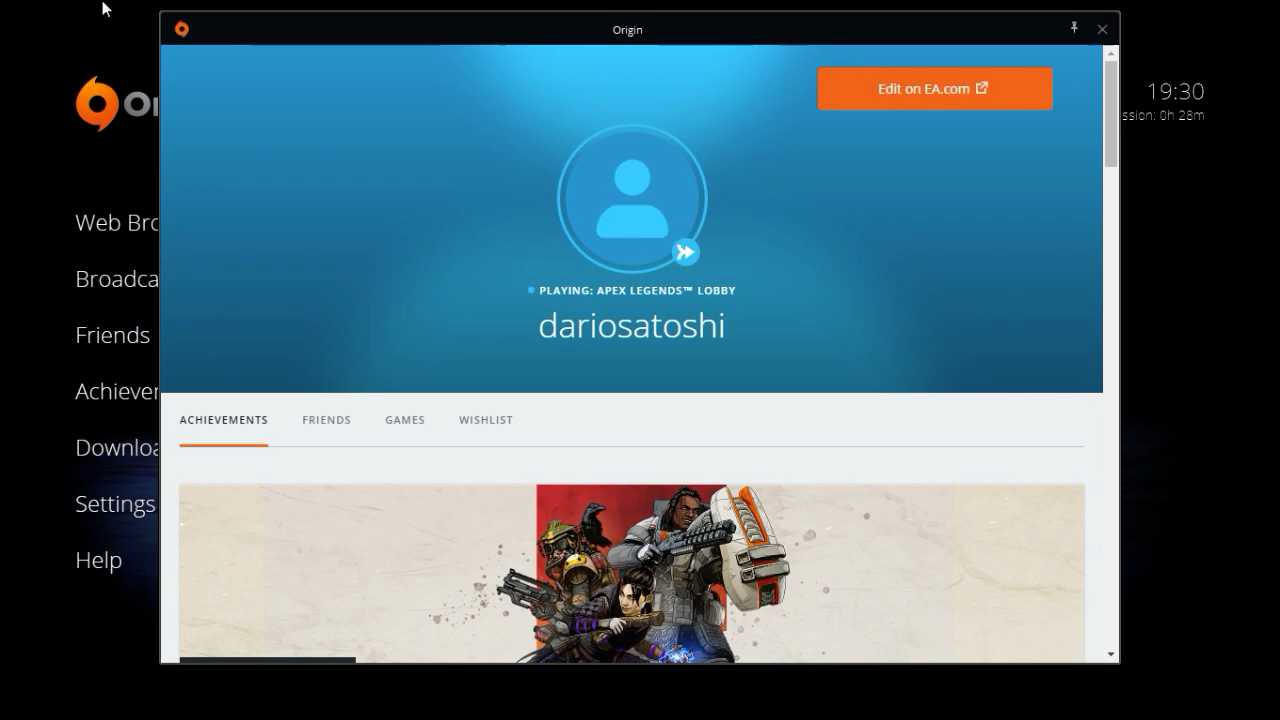 Origin
Edit on EA.com
19:30
ssion: 0h 28m
PLAYING: APEX LEGENDS™ LOBBY
dariosatoshi
Web Bro
Broadca
Friends
Achieve
Downloa
Settings
Help
ACHIEVEMENTS FRIENDS GAMES WISHLIST